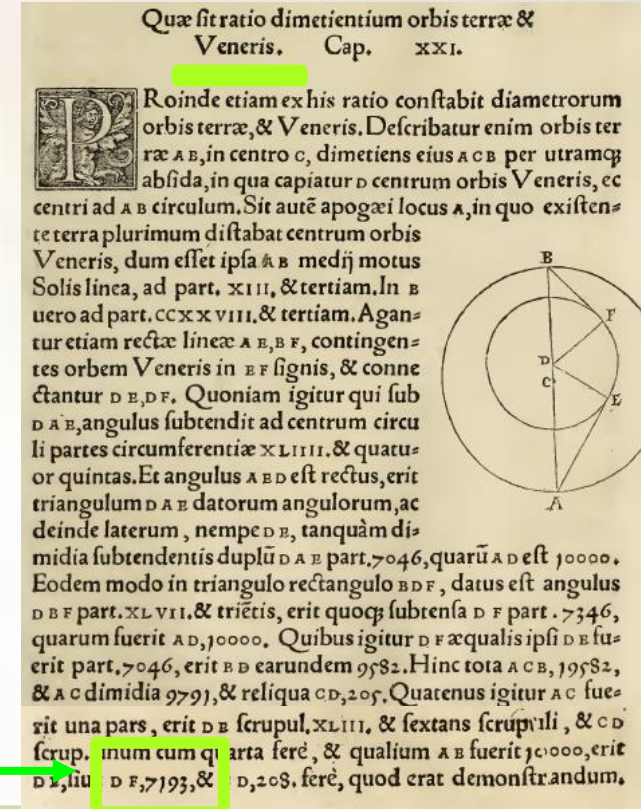 Quæ ſit ratio dimetientium orbis terræ &
Veneris. Cap. XXI.
PRoinde etiam ex his ratio conſtabit diametrorum
orbis terræ, & Veneris. Deſcribatur enim orbis ter
ræ A B, in centro C, dimetiens eius A C B per utramq́;
abſida, in qua capiatur D centrum orbis Veneris, ec
centri ad A B circulum. Sit autẽ apogæi locus A, in quo exiſten⸗
te terra plurimum diſtabat centrum orbis
Veneris, dum eſſet ipſa A B medij motus
Solis linea, ad part. XIII. & tertiam. In B
uero ad part. CCXXVIII. & tertiam. Agan⸗
tur etiam rectæ lineæ A E, B F, contingen⸗
tes orbem Veneris in E F ſignis, & conne
ctantur D E, D F. Quoniam igitur qui ſub
D A E, angulus ſubtendit ad centrum circu
li partes circumferentiæ XLIIII. & quatu⸗
or quintas. Et angulus A E D eſt rectus, erit
triangulum D A E datorum angulorum, ac
deinde laterum, nempe D E, tanquàm di⸗
midia ſubtendentis duplũ D A E part. 7046, quarũ A D eſt 10000.
Eodem modo in triangulo rectangulo B D F, datus eſt angulus
D B F part. XLVII. & triẽtis, erit quoq; ſubtenſa D F part. 7346,
quarum fuerit A D, 10000. Quibus igitur D F æqualis ipſi D E fu⸗
erit part. 7046, erit B D earundem 9582. Hinc tota A C B, 19582,
& A C dimidia 9791, & reliqua C D, 205. Quatenus igitur A C fue⸗
rit una pars, erit D E ſcrupul. XLIII. & ſextans ſcrupuli, & C D
ſcrup. unum cum quarta ferè, & qualium A B fuerit 10000, erit
D E, ſiue D F, 7193, & C D, 208. ferè, quod erat demonſtrandum.
B
F
D
C
E
A